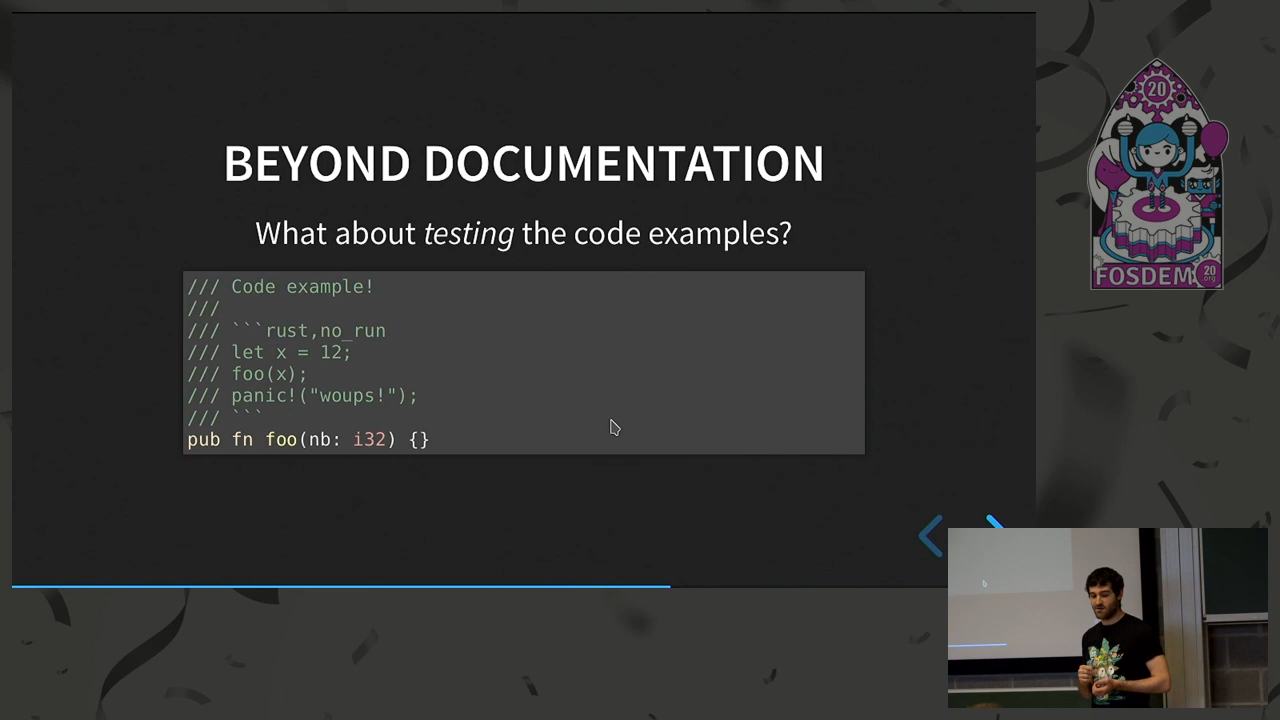 BEYOND DOCUMENTATION
What about testing the code examples?
/// Code example!
///
/// ```rust,no_run
/// let x = 12;
/// foo(x);
/// panic!("woups!");
/// ```
pub fn foo(nb: i32) {}
20
FOSDEM
20
org